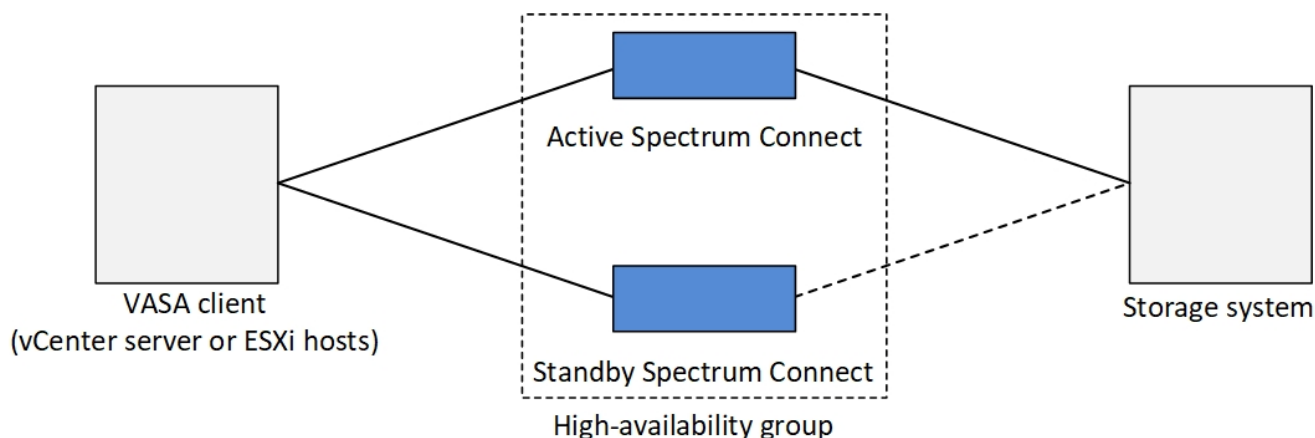 Active Spectrum Connect
VASA client
(vCenter server or ESXi hosts)
Storage system
Standby Spectrum Connect
High-availability group